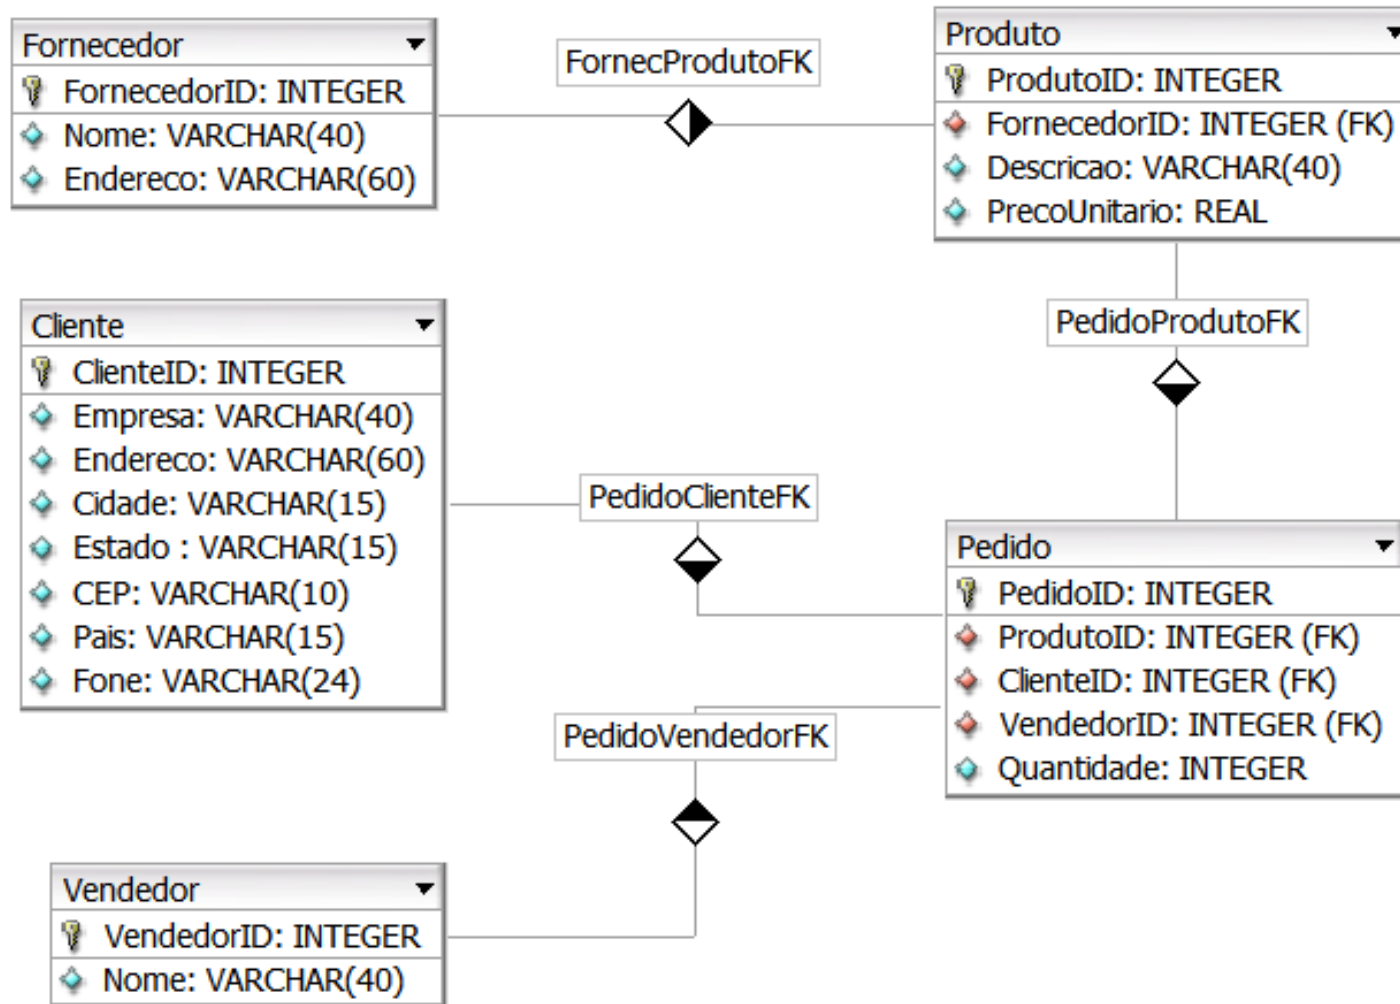 Fornecedor
FornecedorID: INTEGER
Nome: VARCHAR(40)
Endereco: VARCHAR(60)
FornecProdutoFK
Produto
ProdutoID: INTEGER
FornecedorID: INTEGER (FK)
Descricao: VARCHAR(40)
PrecoUnitario: REAL
PedidoProdutoFK
Cliente
ClienteID: INTEGER
Empresa: VARCHAR(40)
Endereco: VARCHAR(60)
Cidade: VARCHAR(15)
Estado : VARCHAR(15)
CEP: VARCHAR(10)
Pais: VARCHAR(15)
Fone: VARCHAR(24)
PedidoClienteFK
Pedido
PedidoID: INTEGER
ProdutoID: INTEGER (FK)
ClienteID: INTEGER (FK)
VendedorID: INTEGER (FK)
Quantidade: INTEGER
PedidoVendedorFK
Vendedor
VendedorID: INTEGER
Nome: VARCHAR(40)